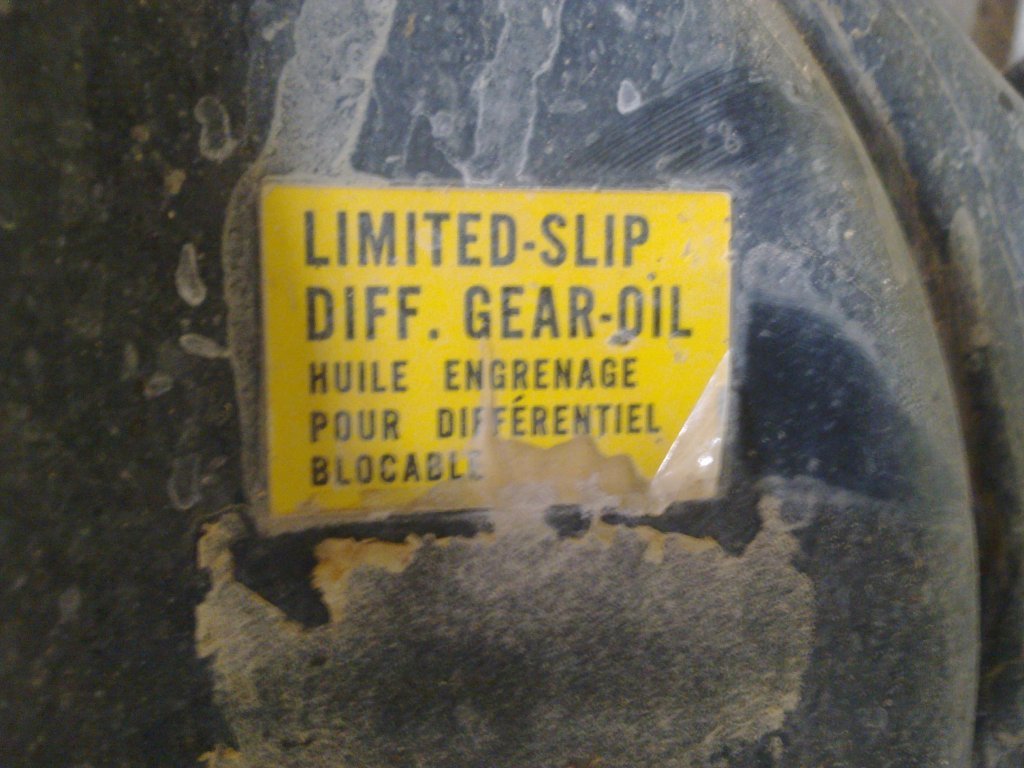 LIMITED-SLIP
DIFF. GEAR-OIL
HUILE ENGRENAGE
POUR DIFFÉRENTIEL
BLOCABLE